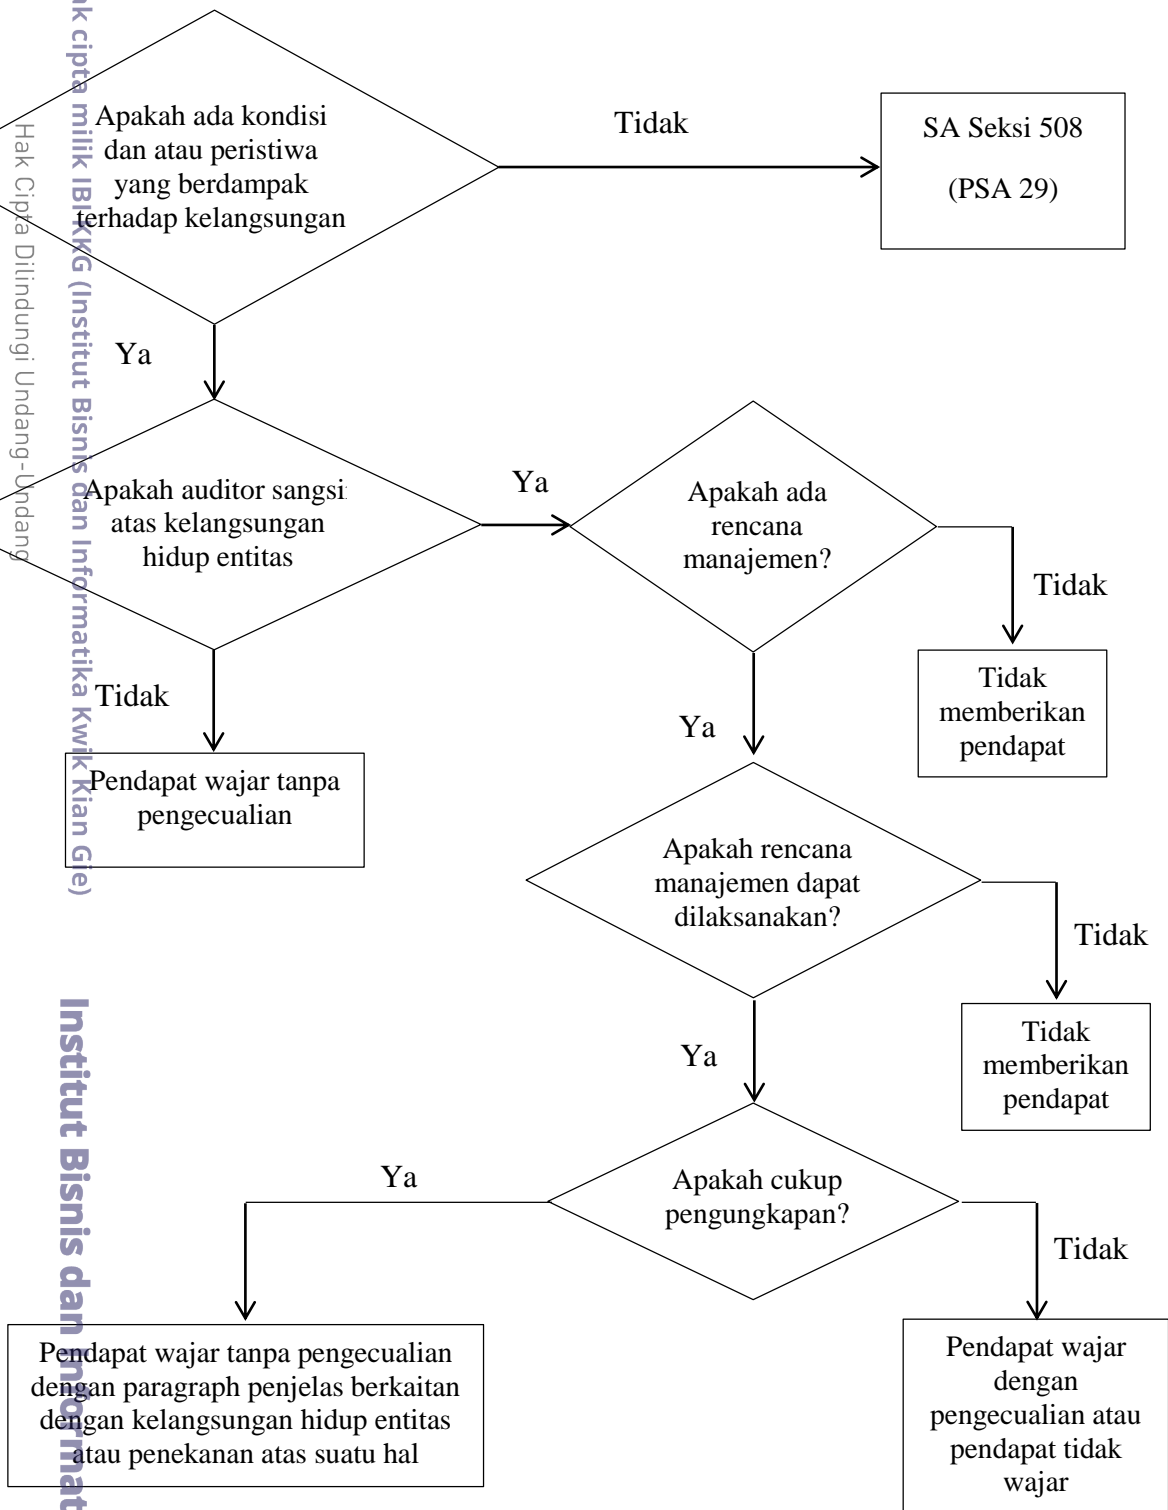 Apakah ada kondisi
dan atau peristiwa
yang berdampak
terhadap kelangsungan
Tidak
SA Seksi 508
(PSA 29)
Ya
Apakah auditor sangsi
atas kelangsungan
hidup entitas
Ya
Apakah ada
rencana
manajemen?
Tidak
Tidak
memberikan
pendapat
Tidak
Pendapat wajar tanpa
pengecualian
Ya
Apakah rencana
manajemen dapat
dilaksanakan?
Tidak
Tidak
memberikan
pendapat
Ya
Apakah cukup
pengungkapan?
Ya
Pendapat wajar tanpa pengecualian
dengan paragraph penjelas berkaitan
dengan kelangsungan hidup entitas
atau penekanan atas suatu hal
Tidak
Pendapat wajar
dengan
pengecualian atau
pendapat tidak
wajar
Hak Cipta Dilindungi Undang-Undang
k cipta milik IBI KKG (Institut Bisnis dan Informatika Kwik Kian Gie)
Institut Bisnis dan Informat